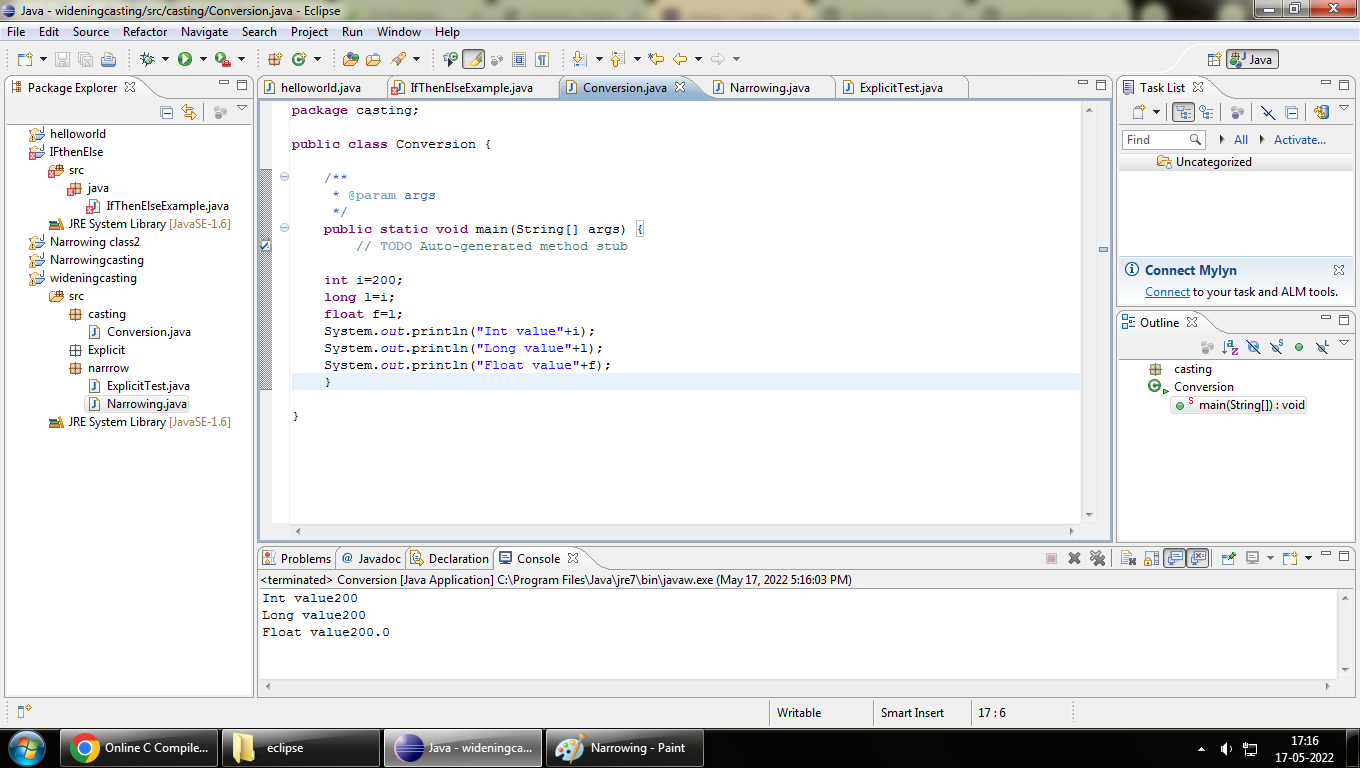 Java - wideningcasting/src/casting/Conversion.java - Eclipse
File Edit Source Refactor Navigate Search Project Run Window Help
Java
Package Explorer
helloworld
IFthenElse
src
java
IfThenElseExample.java
JRE System Library [JavaSE-1.6]
Narrowing class2
Narrowingcasting
wideningcasting
src
casting
Conversion.java
Explicit
narrrow
ExplicitTest.java
Narrowing.java
JRE System Library [JavaSE-1.6]
helloworld.java IfThenElseExample.java Conversion.java Narrowing.java ExplicitTest.java
package casting;
public class Conversion {
/**
* @param args
*/
public static void main(String[] args) {
// TODO Auto-generated method stub
int i=200;
long l=i;
float f=l;
System.out.println("Int value"+i);
System.out.println("Long value"+l);
System.out.println("Float value"+f);
}
}
Task List
Find All Activate...
Uncategorized
Connect Mylyn
Connect to your task and ALM tools.
Outline
casting
Conversion
main(String[]) : void
Problems @ Javadoc Declaration Console
<terminated> Conversion [Java Application] C:\Program Files\Java\jre7\bin\javaw.exe (May 17, 2022 5:16:03 PM)
Int value200
Long value200
Float value200.0
Writable Smart Insert 17 : 6
Online C Compile... eclipse Java - wideningca... Narrowing - Paint
17:16
17-05-2022